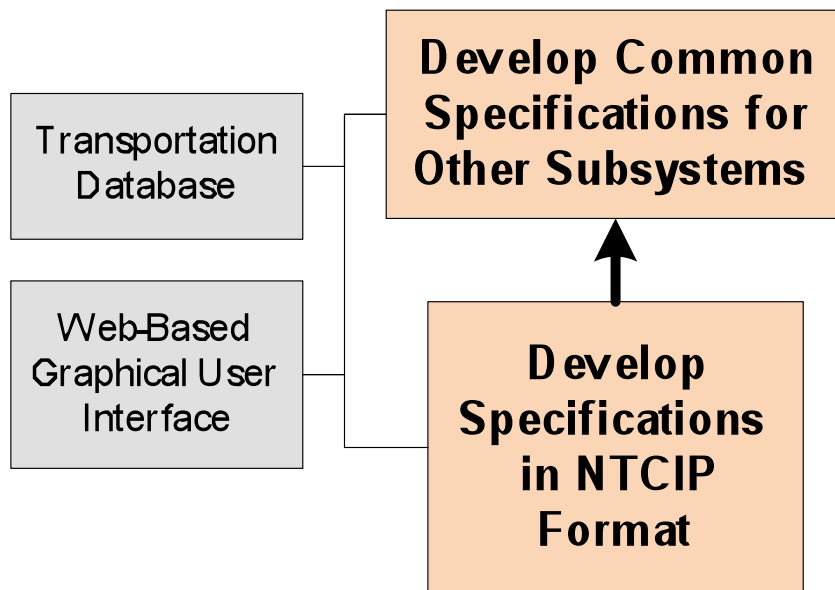 Develop Common
Specifications for
Other Subsystems
Transportation
Database
Web-Based
Graphical User
Interface
Develop
Specifications
in NTCIP
Format